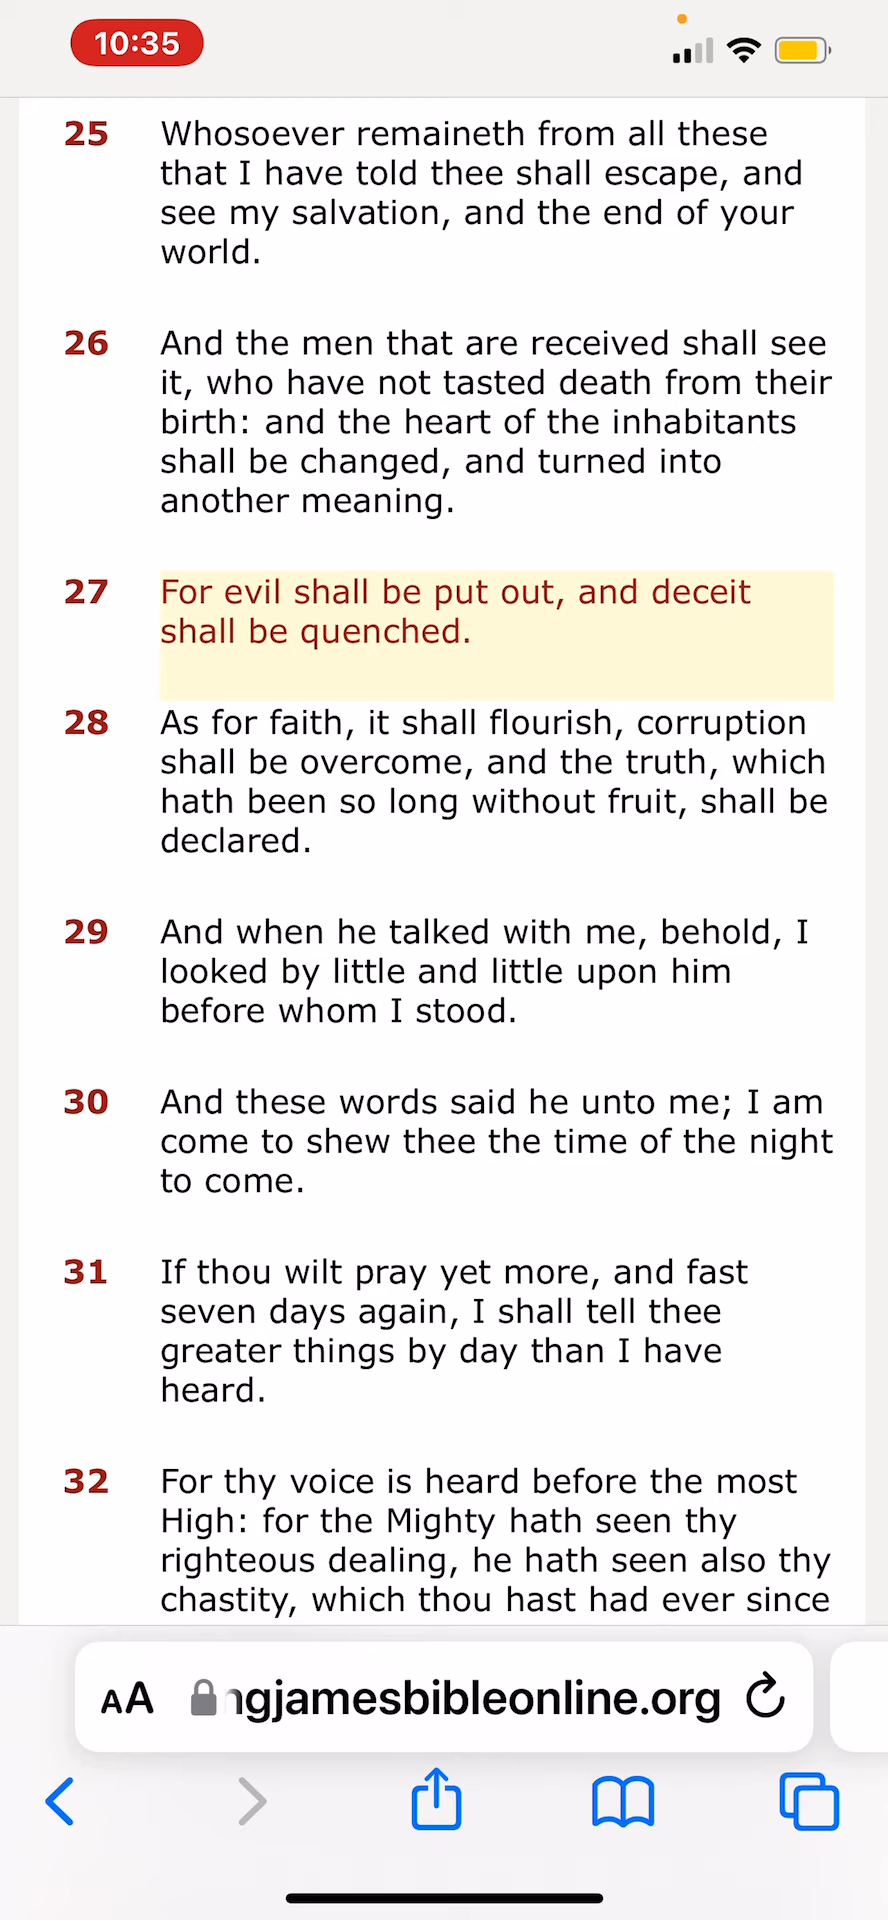 10:35
25 Whosoever remaineth from all these
that I have told thee shall escape, and
see my salvation, and the end of your
world.
26 And the men that are received shall see
it, who have not tasted death from their
birth: and the heart of the inhabitants
shall be changed, and turned into
another meaning.
27 For evil shall be put out, and deceit
shall be quenched.
28 As for faith, it shall flourish, corruption
shall be overcome, and the truth, which
hath been so long without fruit, shall be
declared.
29 And when he talked with me, behold, I
looked by little and little upon him
before whom I stood.
30 And these words said he unto me; I am
come to shew thee the time of the night
to come.
31 If thou wilt pray yet more, and fast
seven days again, I shall tell thee
greater things by day than I have
heard.
32 For thy voice is heard before the most
High: for the Mighty hath seen thy
righteous dealing, he hath seen also thy
chastity, which thou hast had ever since
AA ngjamesbibleonline.org